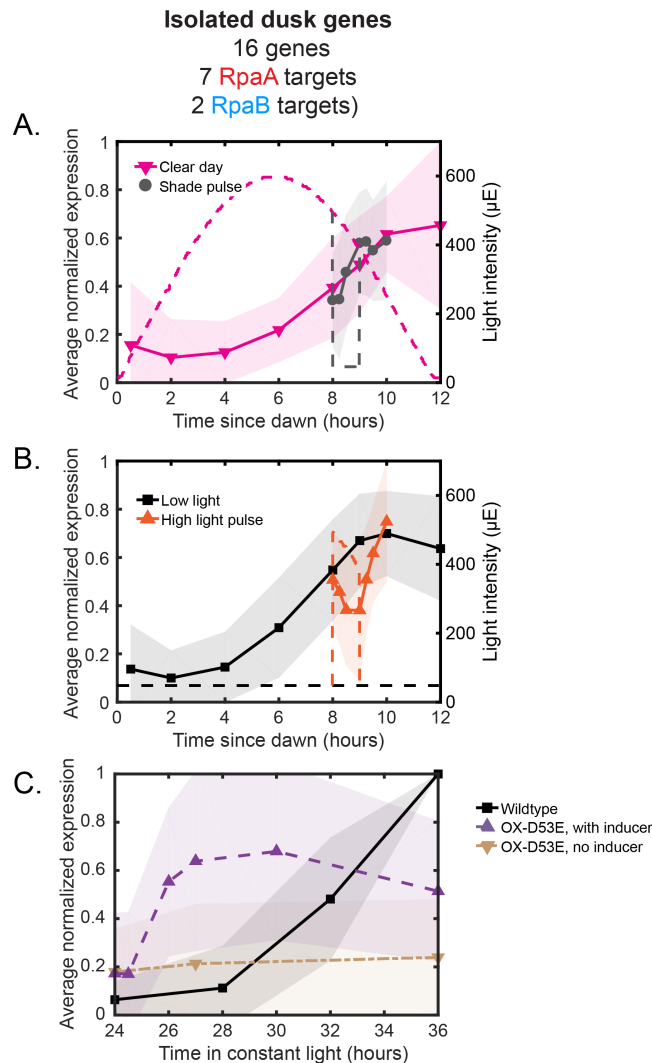 Isolated dusk genes
16 genes
7 RpaA targets
2 RpaB targets)
A.
Average normalized expression
1
0.8
0.6
0.4
0.2
0
Clear day
Shade pulse
600
400
200
0
Light intensity (µE)
0 2 4 6 8 10 12
Time since dawn (hours)
B.
Average normalized expression
1
0.8
0.6
0.4
0.2
0
Low light
High light pulse
600
400
200
0
Light intensity (µE)
0 2 4 6 8 10 12
Time since dawn (hours)
C.
Average normalized expression
1
0.8
0.6
0.4
0.2
0
24 26 28 30 32 34 36
Time in constant light (hours)
Wildtype
OX-D53E, with inducer
OX-D53E, no inducer